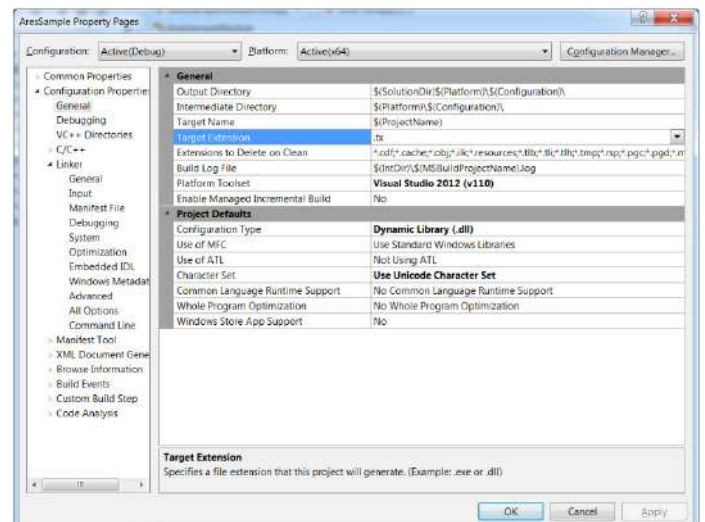 AresSample Property Pages
Configuration: Active(Debug) Platform: Active(x64) Configuration Manager...
Common Properties
Configuration Propertie
General
Debugging
VC++ Directories
C/C++
Linker
General
Input
Manifest File
Debugging
System
Optimization
Embedded IDL
Windows Metadat
Advanced
All Options
Command Line
Manifest Tool
XML Document Gene
Browse Information
Build Events
Custom Build Step
Code Analysis
General
Output Directory $(SolutionDir)$(Platform)\$(Configuration)\
Intermediate Directory $(Platform)\$(Configuration)\
Target Name $(ProjectName)
Target Extension .tx
Extensions to Delete on Clean *.cdf;*.cache;*.obj;*.ilk;*.resources;*.tlb;*.tli;*.tlh;*.tmp;*.rsp;*.pgc;*.pgd;*.m
Build Log File $(IntDir)\$(MSBuildProjectName).log
Platform Toolset Visual Studio 2012 (v110)
Enable Managed Incremental Build No
Project Defaults
Configuration Type Dynamic Library (.dll)
Use of MFC Use Standard Windows Libraries
Use of ATL Not Using ATL
Character Set Use Unicode Character Set
Common Language Runtime Support No Common Language Runtime Support
Whole Program Optimization No Whole Program Optimization
Windows Store App Support No
Target Extension
Specifies a file extension that this project will generate. (Example: .exe or .dll)
OK Cancel Apply